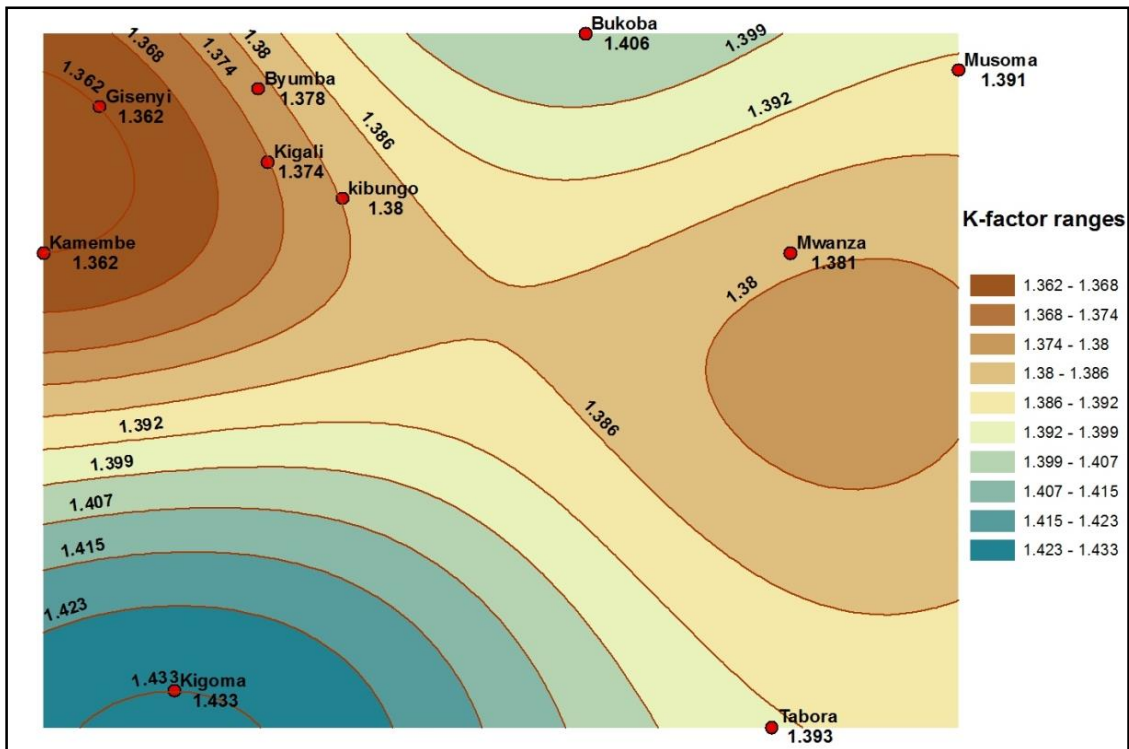 Bukoba
1.406
1.399
Musoma
1.391
1.368
1.374
1.38
1.362
Gisenyi
1.362
Byumba
1.378
1.386
1.392
Kigali
1.374
kibungo
1.38
K-factor ranges
Kamembe
1.362
Mwanza
1.381
1.38
1.362 - 1.368
1.368 - 1.374
1.374 - 1.38
1.38 - 1.386
1.386 - 1.392
1.392 - 1.399
1.399 - 1.407
1.407 - 1.415
1.415 - 1.423
1.423 - 1.433
1.386
1.392
1.399
1.407
1.415
1.423
1.433
Kigoma
1.433
Tabora
1.393